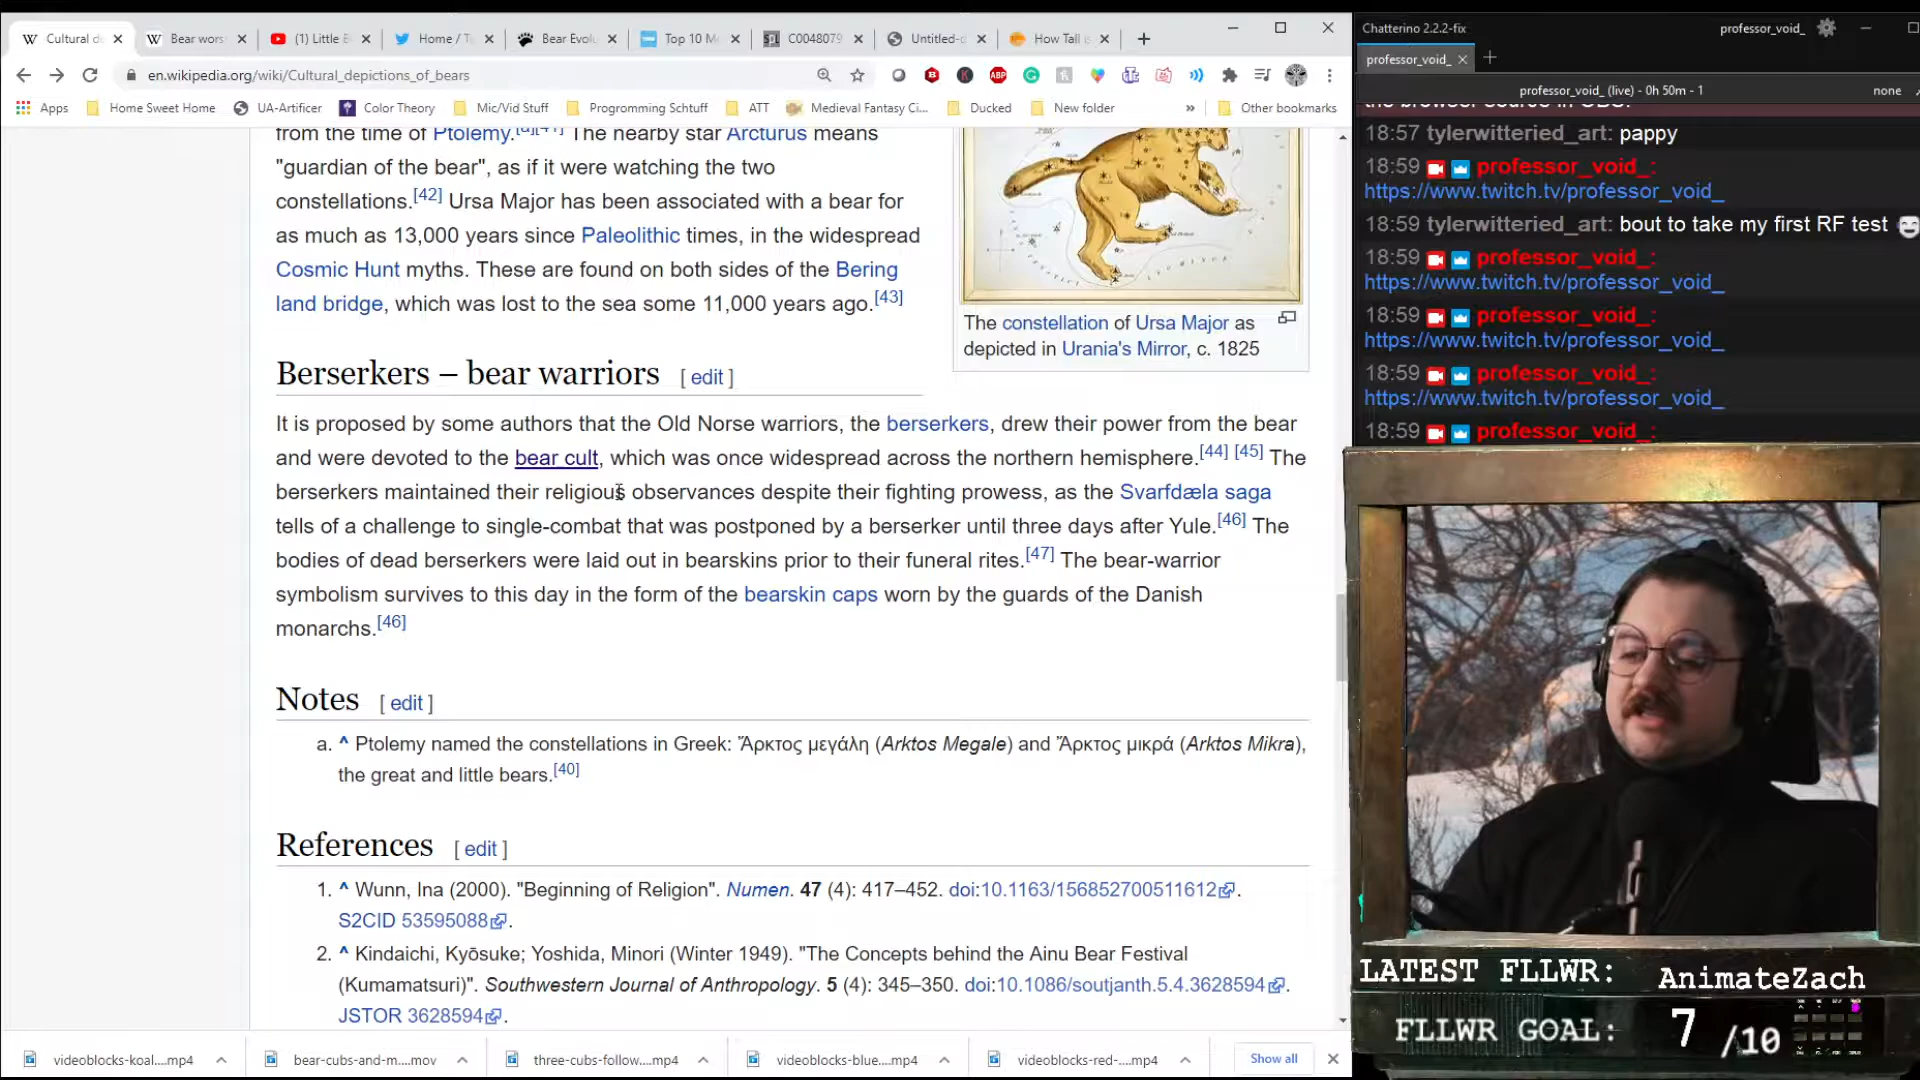 Cultural d
Bear wors
(1) Little B
Home / T
Bear Evolu
Top 10 M
C0048079
Untitled-
How Tall
Chatterino 2.2.2-fix
professor_void_
professor_void_
en.wikipedia.org/wiki/Cultural_depictions_of_bears
ABP
professor_void_ (live) - 0h 50m - 1
none
Apps
Home Sweet Home
UA-Artificer
Color Theory
Mic/Vid Stuff
Programming Schtuff
ATT
Medieval Fantasy Ci...
Ducked
New folder
»
Other bookmarks
from the time of Ptolemy.[a][41] The nearby star Arcturus means
"guardian of the bear", as if it were watching the two
constellations.[42] Ursa Major has been associated with a bear for
as much as 13,000 years since Paleolithic times, in the widespread
Cosmic Hunt myths. These are found on both sides of the Bering
land bridge, which was lost to the sea some 11,000 years ago.[43]
The constellation of Ursa Major as
depicted in Urania's Mirror, c. 1825
Berserkers – bear warriors [ edit ]
It is proposed by some authors that the Old Norse warriors, the berserkers, drew their power from the bear
and were devoted to the bear cult, which was once widespread across the northern hemisphere.[44] [45] The
berserkers maintained their religious observances despite their fighting prowess, as the Svarfdæla saga
tells of a challenge to single-combat that was postponed by a berserker until three days after Yule.[46] The
bodies of dead berserkers were laid out in bearskins prior to their funeral rites.[47] The bear-warrior
symbolism survives to this day in the form of the bearskin caps worn by the guards of the Danish
monarchs.[46]
Notes [ edit ]
a. ^ Ptolemy named the constellations in Greek: Ἄρκτος μεγάλη (Arktos Megale) and Ἄρκτος μικρά (Arktos Mikra),
the great and little bears.[40]
References [ edit ]
1. ^ Wunn, Ina (2000). "Beginning of Religion". Numen. 47 (4): 417–452. doi:10.1163/156852700511612.
S2CID 53595088.
2. ^ Kindaichi, Kyōsuke; Yoshida, Minori (Winter 1949). "The Concepts behind the Ainu Bear Festival
(Kumamatsuri)". Southwestern Journal of Anthropology. 5 (4): 345–350. doi:10.1086/soutjanth.5.4.3628594.
JSTOR 3628594.
videoblocks-koal....mp4
bear-cubs-and-m....mov
three-cubs-follow....mp4
videoblocks-blue....mp4
videoblocks-red-....mp4
Show all
the browser source in OBS.
18:57 tylerwitteried_art: pappy
18:59 professor_void_:
https://www.twitch.tv/professor_void_
18:59 tylerwitteried_art: bout to take my first RF test
18:59 professor_void_:
https://www.twitch.tv/professor_void_
18:59 professor_void_:
https://www.twitch.tv/professor_void_
18:59 professor_void_:
https://www.twitch.tv/professor_void_
18:59 professor_void_:
LATEST FLLWR: AnimateZach
FLLWR GOAL: 7 /10